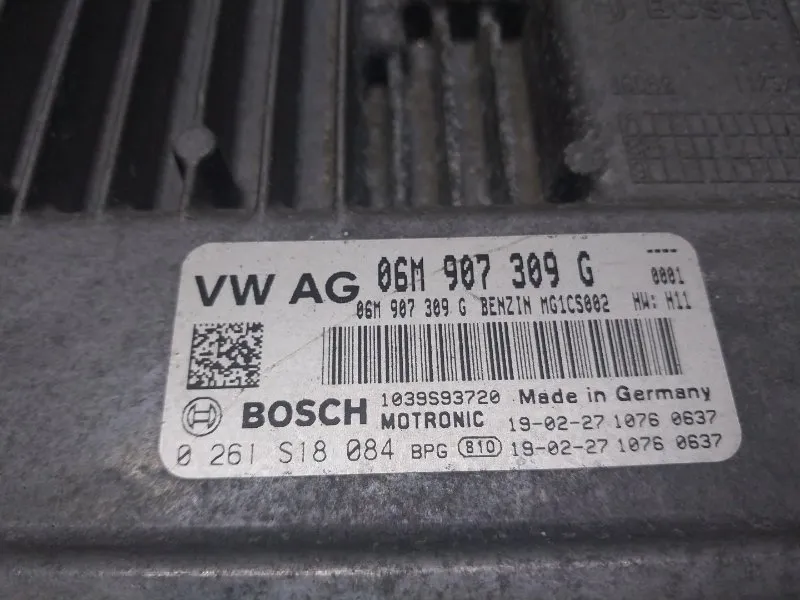 BOSCH
VW AG 06M 907 309 G ----
06M 907 309 G BENZIN MG1CS002 0001
HW: H11
1039S93720 Made in Germany
BOSCH MOTRONIC 19-02-27 1076 0637
0 261 S18 084 BPG 810 19-02-27 1076 0637